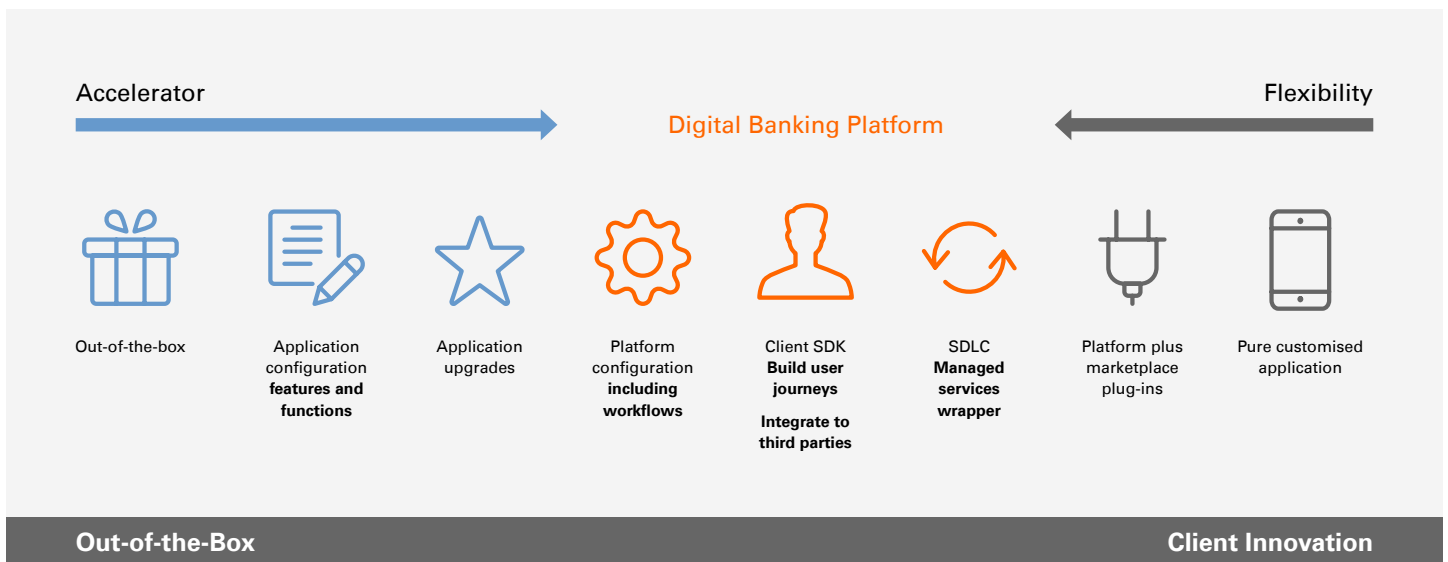 Accelerator
Digital Banking Platform
Flexibility
Out-of-the-box
Application
configuration
features and
functions
Application
upgrades
Platform
configuration
including
workflows
Client SDK
Build user
journeys
Integrate to
third parties
SDLC
Managed
services
wrapper
Platform plus
marketplace
plug-ins
Pure customised
application
Out-of-the-Box
Client Innovation